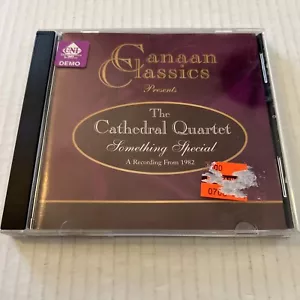 DEMO
Canaan
Classics
Presents
The
Cathedral Quartet
Something Special
A Recording From 1982